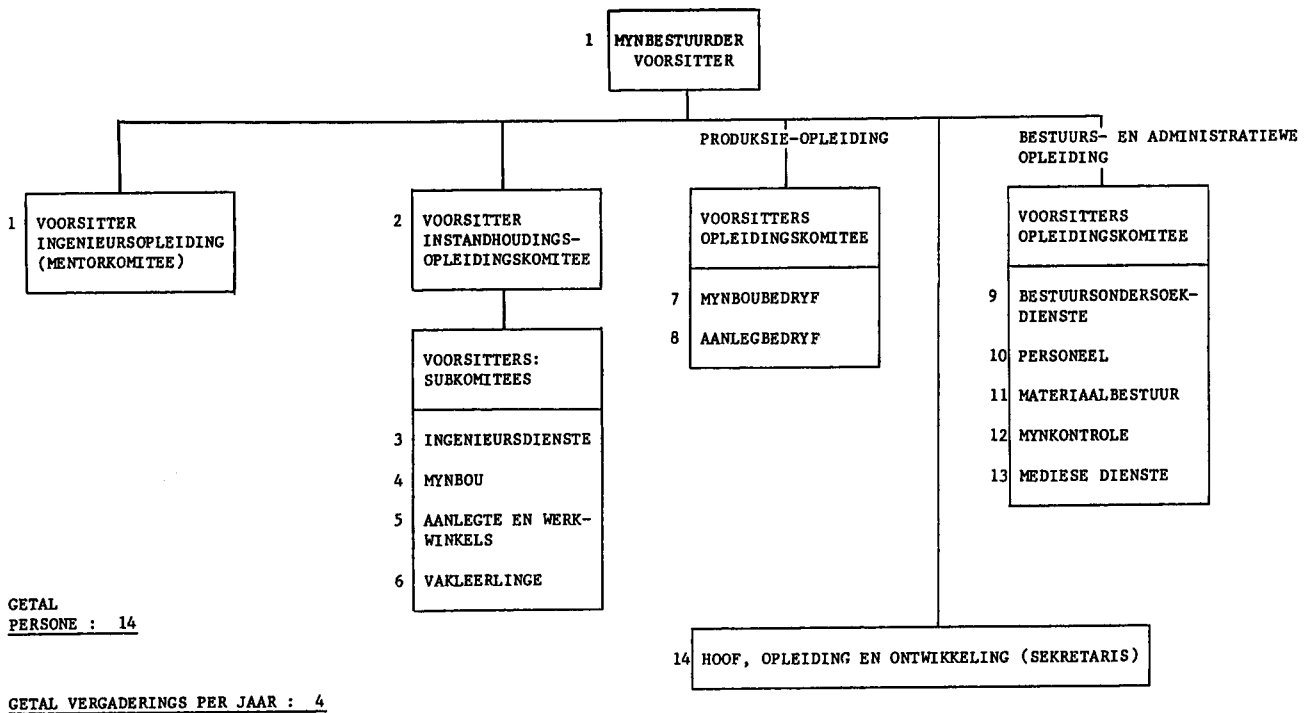 1 MYNBESTUURDER
VOORSITTER
PRODUKSIE-OPLEIDING
BESTUURS- EN ADMINISTRATIEWE
OPLEIDING
1 VOORSITTER
INGENIEURSOPLEIDING
(MENTORKOMITEE)
2 VOORSITTER
INSTANDHOUDINGS-
OPLEIDINGSKOMITEE
VOORSITTERS:
SUBKOMITEES
3 INGENIEURSDIENSTE
4 MYNBOU
5 AANLEGTE EN WERK-
WINKELS
6 VAKLEERLINGE
VOORSITTERS
OPLEIDINGSKOMITEE
7 MYNBOUBEDRYF
8 AANLEGBEDRYF
VOORSITTERS
OPLEIDINGSKOMITEE
9 BESTUURSONDERSOEK-
DIENSTE
10 PERSONEEL
11 MATERIAALBESTUUR
12 MYNKONTROLE
13 MEDIESE DIENSTE
14 HOOF, OPLEIDING EN ONTWIKKELING (SEKRETARIS)
GETAL
PERSONE : 14
GETAL VERGADERINGS PER JAAR : 4